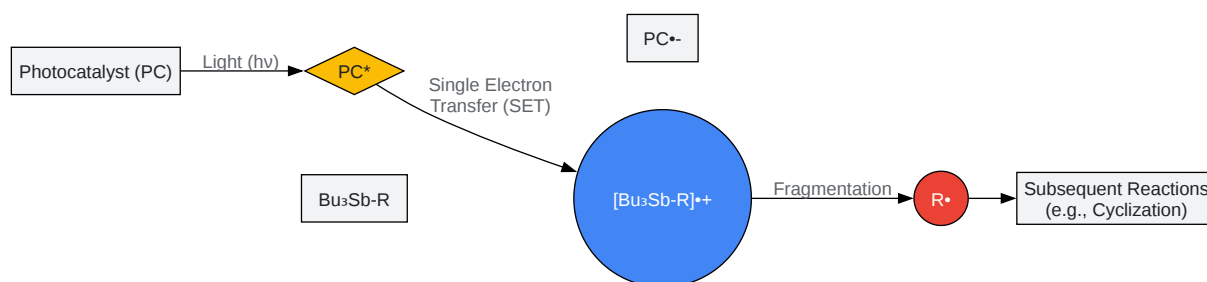 PC•-
Photocatalyst (PC)
Light (hν)
PC*
Single Electron
Transfer (SET)
Bu₃Sb-R
[Bu₃Sb-R]•+
Fragmentation
R•
Subsequent Reactions
(e.g., Cyclization)